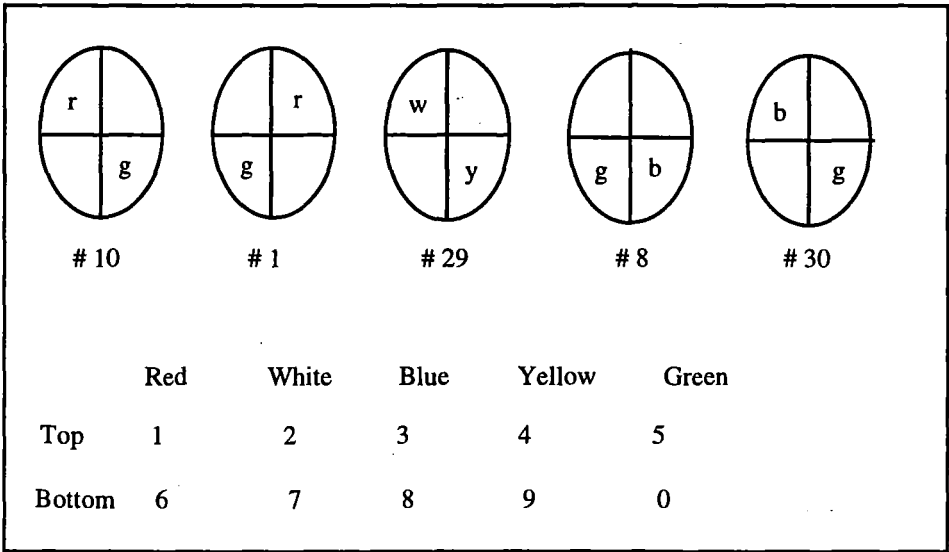 r r w b
g g y g b g
# 10 # 1 # 29 # 8 # 30
Red White Blue Yellow Green
Top 1 2 3 4 5
Bottom 6 7 8 9 0